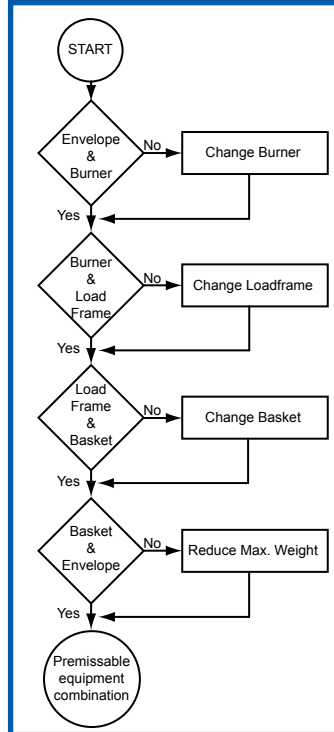 START
Envelope
&
Burner
No
Change Burner
Yes
Burner
&
Load
Frame
No
Change Loadframe
Yes
Load
Frame
&
Basket
No
Change Basket
Yes
Basket
&
Envelope
No
Reduce Max. Weight
Yes
Premissable
equipment
combination